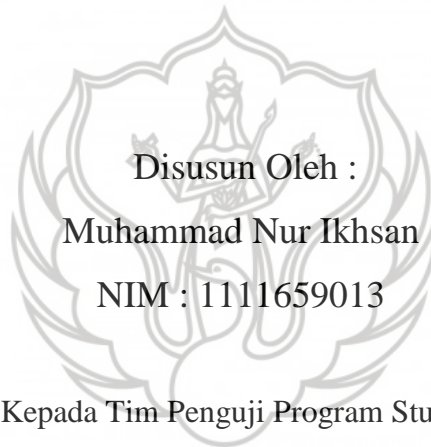 Disusun Oleh :
Muhammad Nur Ikhsan
NIM : 1111659013
Kepada Tim Penguji Program Stu